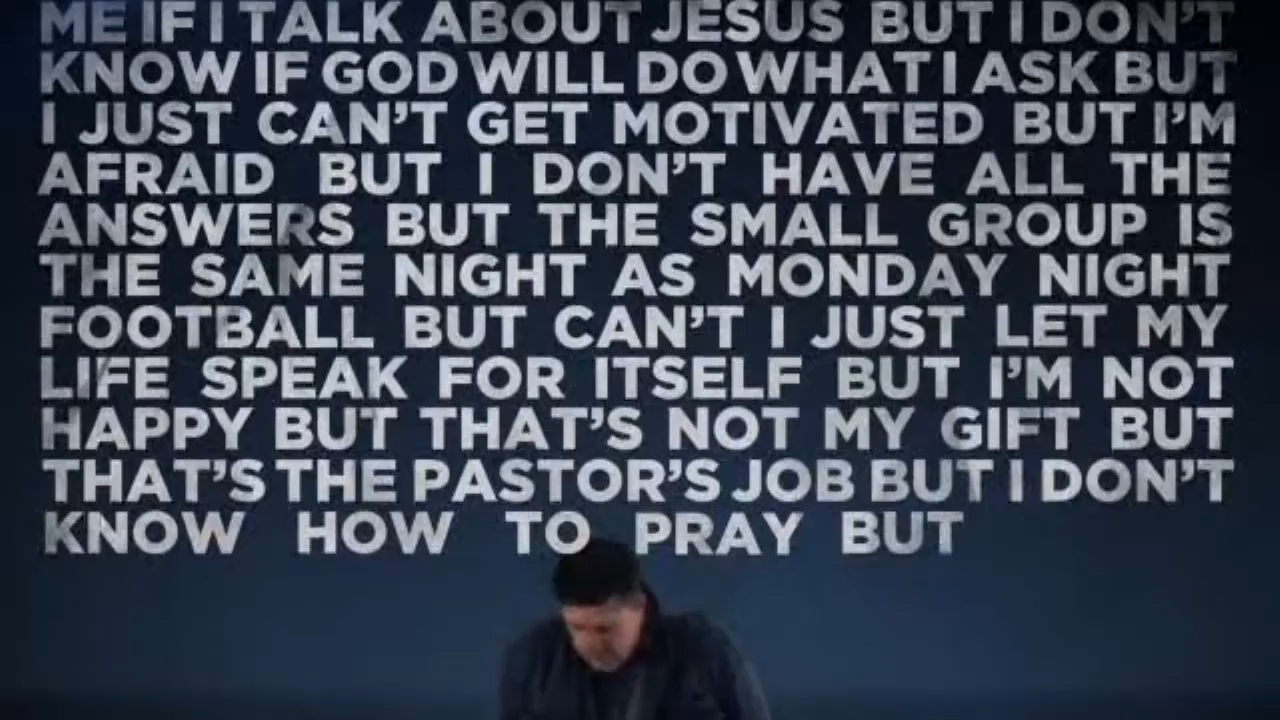 ME IF I TALK ABOUT JESUS BUT I DON'T
KNOW IF GOD WILL DO WHAT I ASK BUT
I JUST CAN'T GET MOTIVATED BUT I'M
AFRAID BUT I DON'T HAVE ALL THE
ANSWERS BUT THE SMALL GROUP IS
THE SAME NIGHT AS MONDAY NIGHT
FOOTBALL BUT CAN'T I JUST LET MY
LIFE SPEAK FOR ITSELF BUT I'M NOT
HAPPY BUT THAT'S NOT MY GIFT BUT
THAT'S THE PASTOR'S JOB BUT I DON'T
KNOW HOW TO PRAY BUT